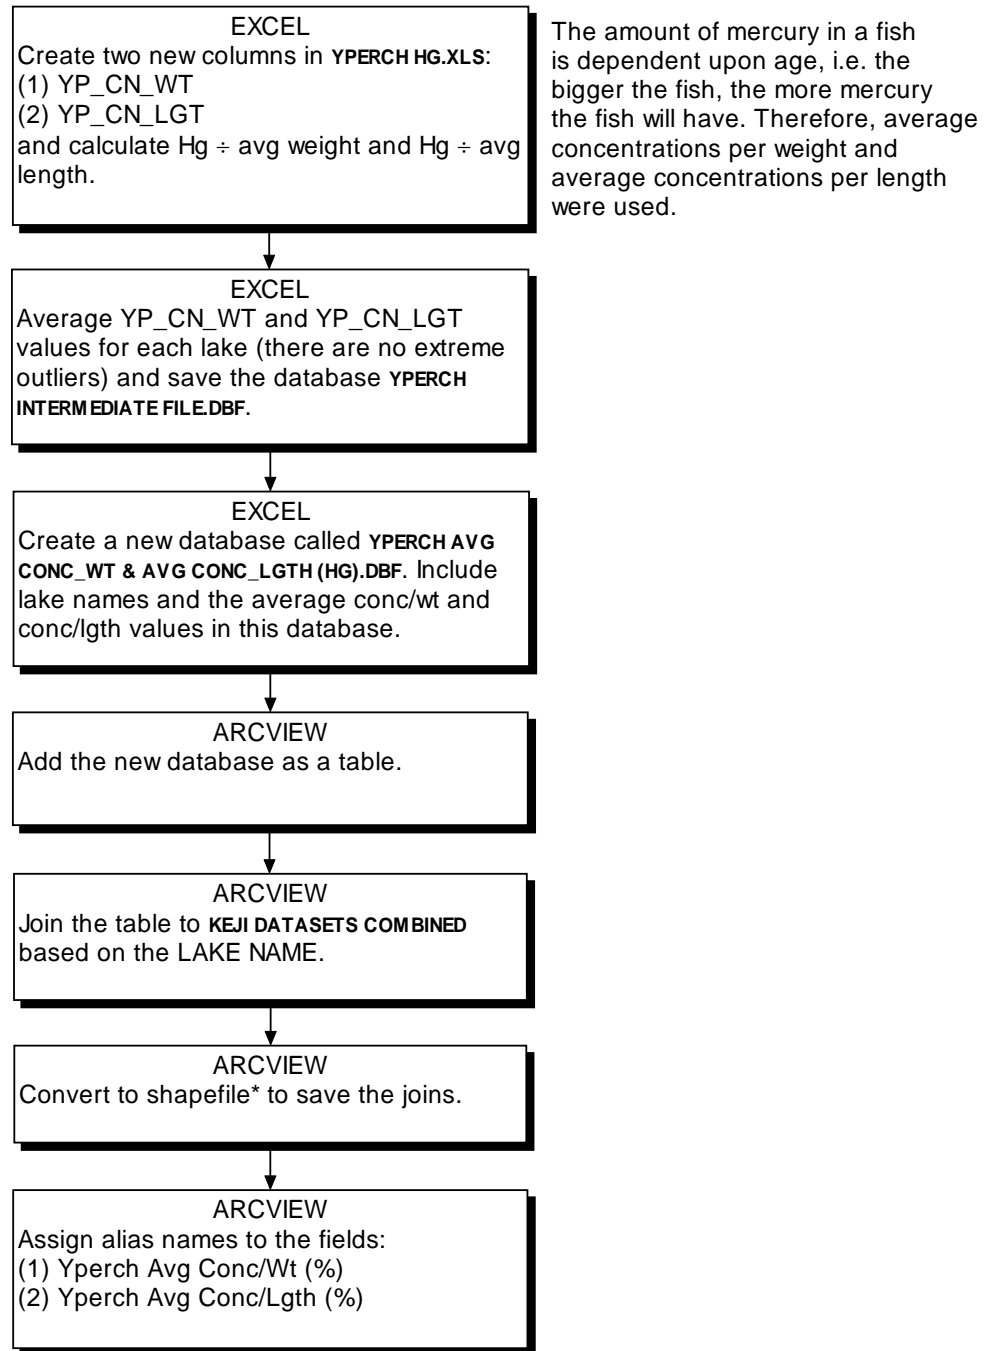 EXCEL
Create two new columns in YPERCH HG.XLS:
(1) YP_CN_WT
(2) YP_CN_LGT
and calculate Hg ÷ avg weight and Hg ÷ avg
length.
The amount of mercury in a fish
is dependent upon age, i.e. the
bigger the fish, the more mercury
the fish will have. Therefore, average
concentrations per weight and
average concentrations per length
were used.
EXCEL
Average YP_CN_WT and YP_CN_LGT
values for each lake (there are no extreme
outliers) and save the database YPERCH
INTERMEDIATE FILE.DBF.
EXCEL
Create a new database called YPERCH AVG
CONC_WT & AVG CONC_LGTH (HG).DBF. Include
lake names and the average conc/wt and
conc/lgth values in this database.
ARCVIEW
Add the new database as a table.
ARCVIEW
Join the table to KEJI DATASETS COMBINED
based on the LAKE NAME.
ARCVIEW
Convert to shapefile* to save the joins.
ARCVIEW
Assign alias names to the fields:
(1) Yperch Avg Conc/Wt (%)
(2) Yperch Avg Conc/Lgth (%)